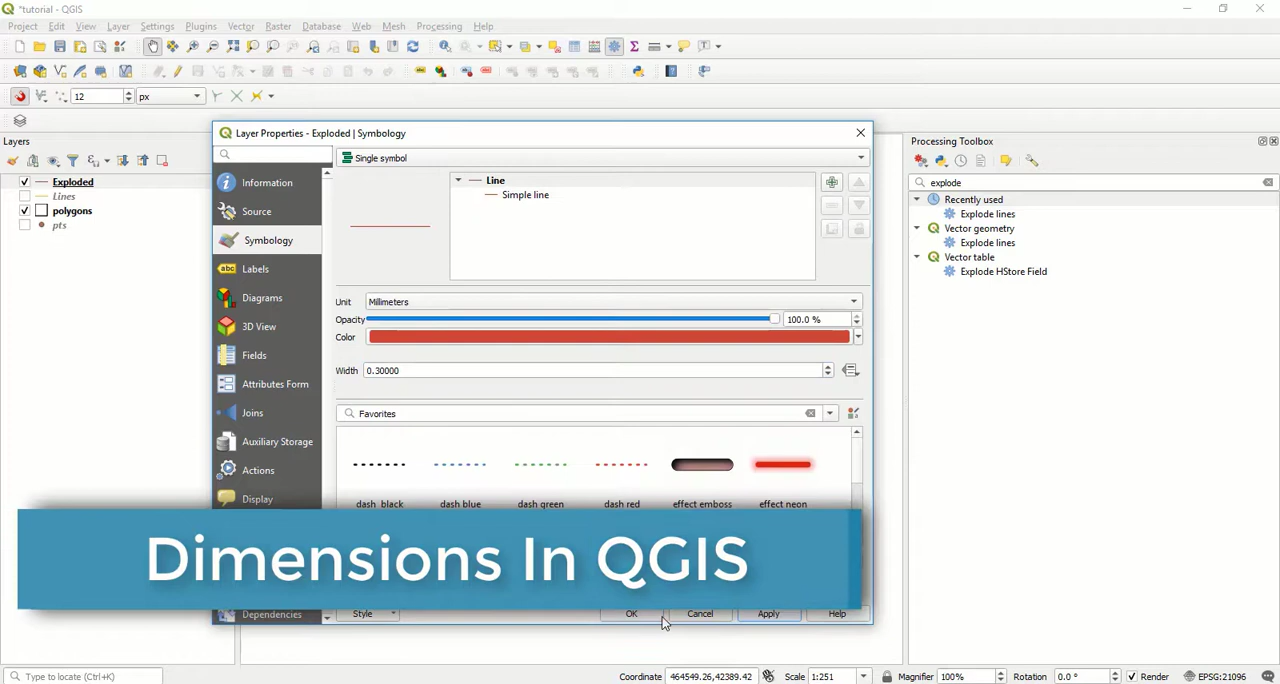 *tutorial - QGIS
Project Edit View Layer Settings Plugins Vector Raster Database Web Mesh Processing Help
12 px
Layers
Exploded
Lines
polygons
pts
Layer Properties - Exploded | Symbology
Information
Source
Symbology
Labels
Diagrams
3D View
Fields
Attributes Form
Joins
Auxiliary Storage
Actions
Display
Dependencies
Single symbol
Line
Simple line
Unit Millimeters
Opacity 100.0 %
Color
Width 0.30000
Favorites
dash black dash blue dash green dash red effect emboss effect neon
Style OK Cancel Apply Help
Dimensions In QGIS
Processing Toolbox
explode
Recently used
Explode lines
Vector geometry
Explode lines
Vector table
Explode HStore Field
Type to locate (Ctrl+K)
Coordinate 464549.26,42389.42 Scale 1:251 Magnifier 100% Rotation 0.0 ° Render EPSG:21096